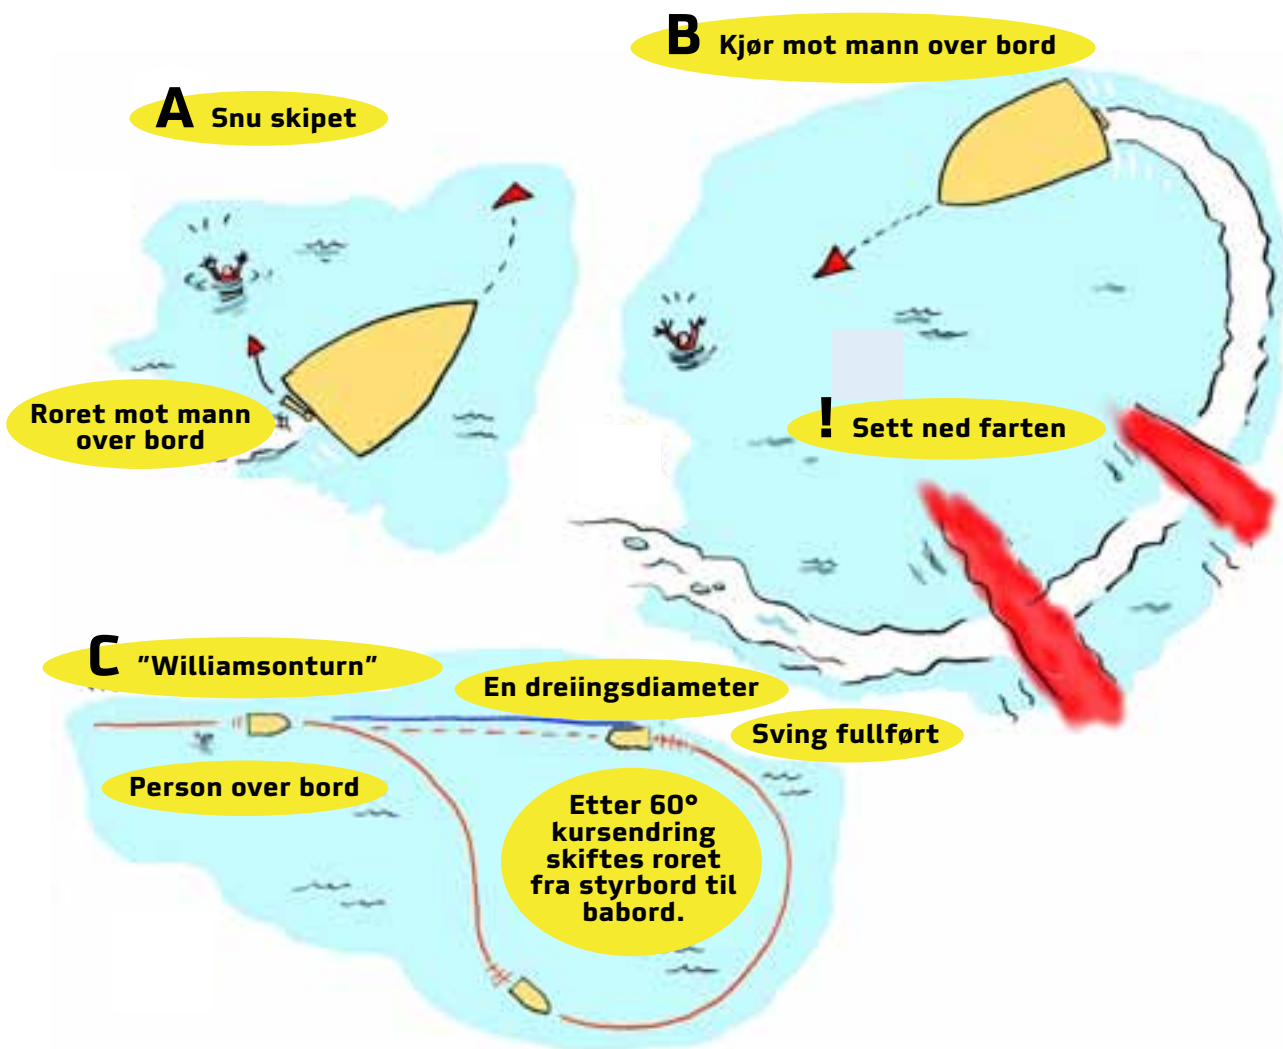 A Snu skipet
Roret mot mann
over bord
B Kjør mot mann over bord
! Sett ned farten
C "Williamsonturn"
En dreiingsdiameter
Sving fullført
Person over bord
Etter 60°
kursendring
skiftes roret
fra styrbord til
babord.